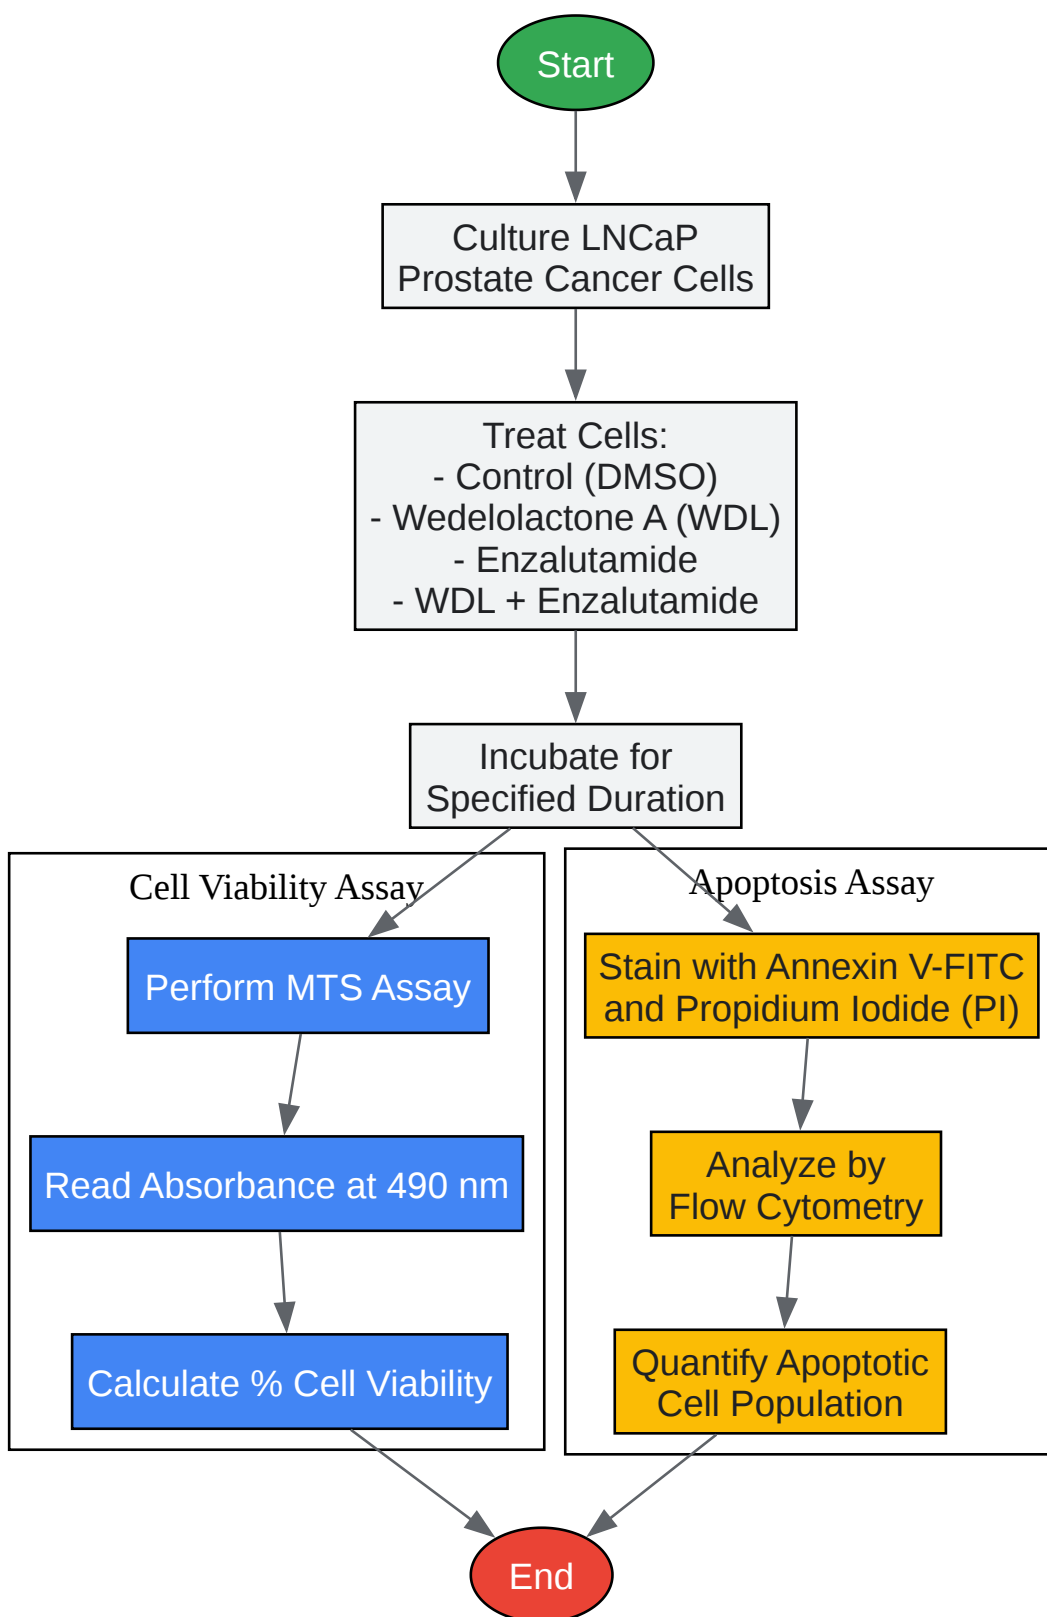 Start
Culture LNCaP
Prostate Cancer Cells
Treat Cells:
- Control (DMSO)
- Wedelolactone A (WDL)
- Enzalutamide
- WDL + Enzalutamide
Incubate for
Specified Duration
Cell Viability Assay
Perform MTS Assay
Read Absorbance at 490 nm
Calculate % Cell Viability
Apoptosis Assay
Stain with Annexin V-FITC
and Propidium Iodide (PI)
Analyze by
Flow Cytometry
Quantify Apoptotic
Cell Population
End